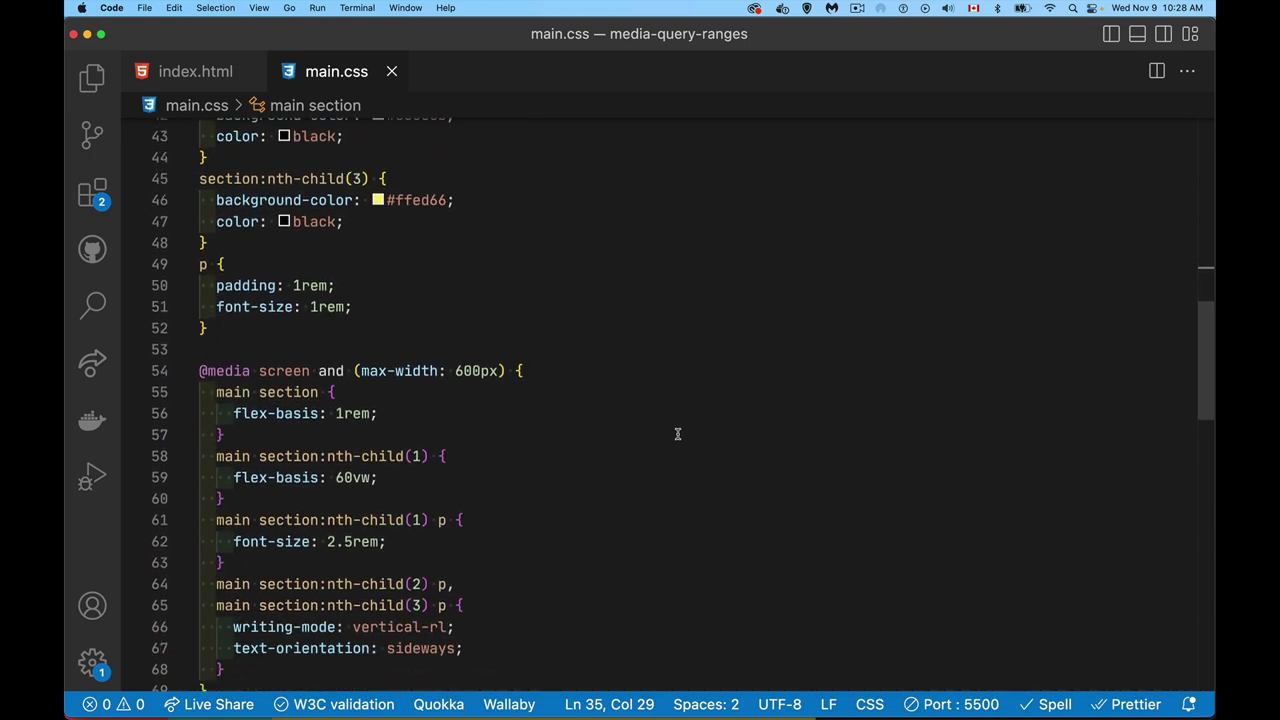 Code File Edit Selection View Go Run Terminal Window Help Wed Nov 9 10:28 AM
main.css — media-query-ranges
index.html main.css
main.css > main section
43 color: black;
44 }
45 section:nth-child(3) {
46 background-color: #ffed66;
47 color: black;
48 }
49 p {
50 padding: 1rem;
51 font-size: 1rem;
52 }
53
54 @media screen and (max-width: 600px) {
55 main section {
56 flex-basis: 1rem;
57 }
58 main section:nth-child(1) {
59 flex-basis: 60vw;
60 }
61 main section:nth-child(1) p {
62 font-size: 2.5rem;
63 }
64 main section:nth-child(2) p,
65 main section:nth-child(3) p {
66 writing-mode: vertical-rl;
67 text-orientation: sideways;
68 }
2
1
0 0 Live Share W3C validation Quokka Wallaby Ln 35, Col 29 Spaces: 2 UTF-8 LF CSS Port : 5500 Spell Prettier